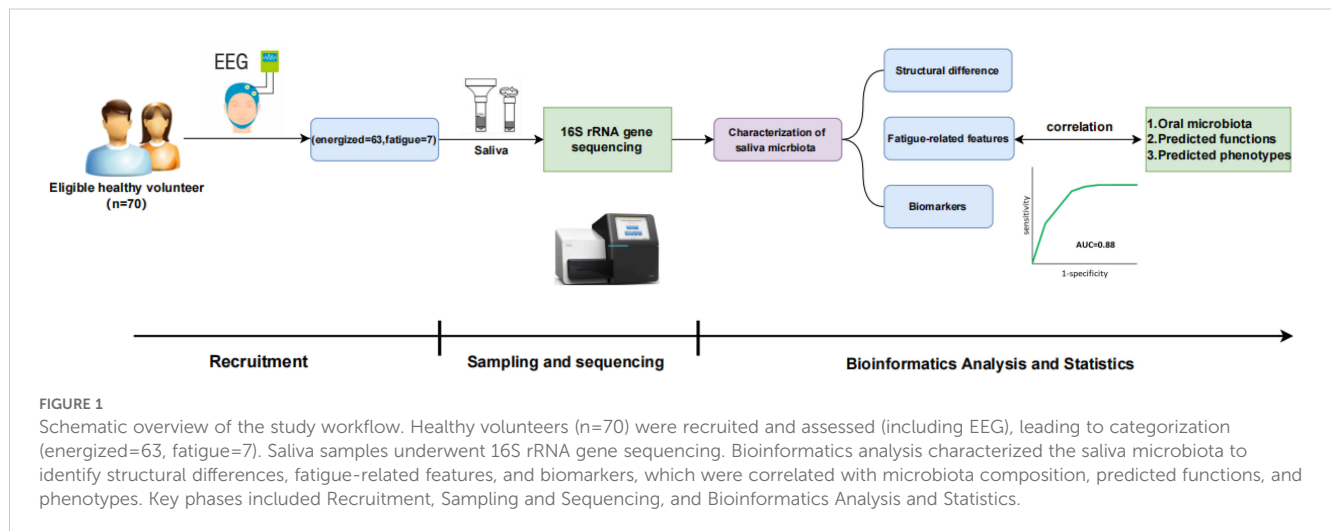 EEG
Eligible healthy volunteer
(n=70)
(energized=63,fatigue=7)
Saliva
16S rRNA gene
sequencing
Characterization of
saliva micrbiota
Structural difference
Fatigue-related features
Biomarkers
correlation
1.Oral microbiota
2.Predicted functions
3.Predicted phenotypes
sensitivity
AUC=0.88
1-specificity
Recruitment
Sampling and sequencing
Bioinformatics Analysis and Statistics
FIGURE 1
Schematic overview of the study workflow. Healthy volunteers (n=70) were recruited and assessed (including EEG), leading to categorization
(energized=63, fatigue=7). Saliva samples underwent 16S rRNA gene sequencing. Bioinformatics analysis characterized the saliva microbiota to
identify structural differences, fatigue-related features, and biomarkers, which were correlated with microbiota composition, predicted functions, and
phenotypes. Key phases included Recruitment, Sampling and Sequencing, and Bioinformatics Analysis and Statistics.